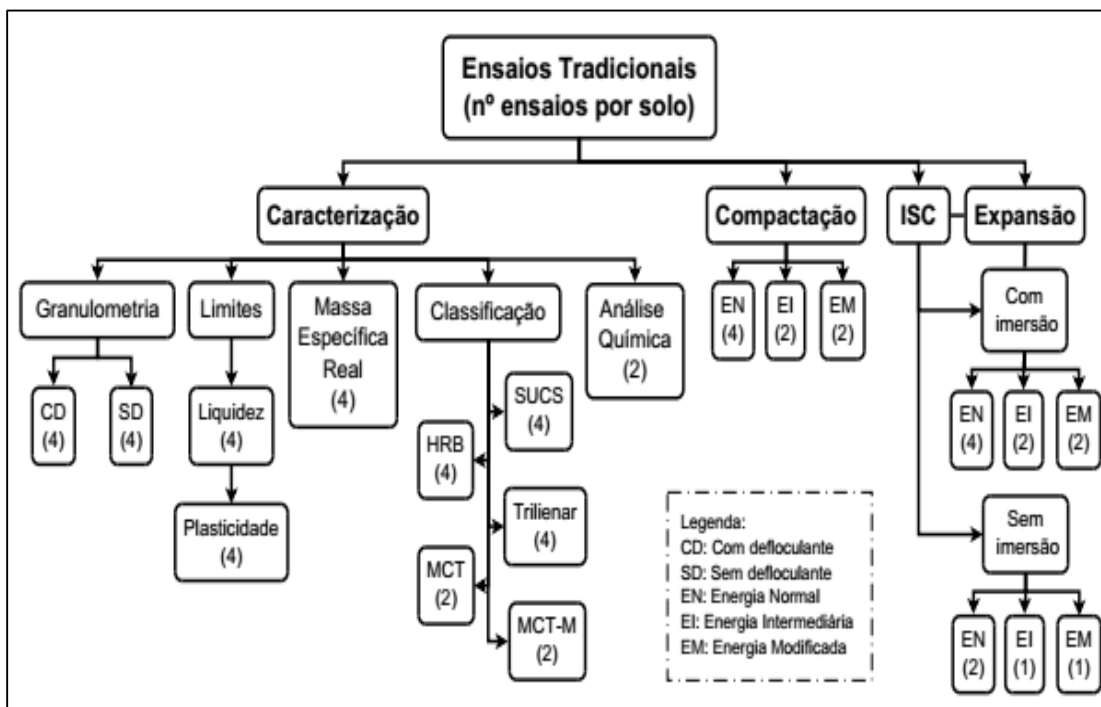 Ensaios Tradicionais
(nº ensaios por solo)
Caracterização
Compactação
ISC
Expansão
Granulometria
Limites
Massa
Específica
Real
(4)
Classificação
Análise
Química
(2)
EN
(4)
EI
(2)
EM
(2)
Com
imersão
CD
(4)
SD
(4)
Liquidez
(4)
Plasticidade
(4)
SUCS
(4)
HRB
(4)
Trilienar
(4)
MCT
(2)
MCT-M
(2)
EN
(4)
EI
(2)
EM
(2)
Sem
imersão
EN
(2)
EI
(1)
EM
(1)
Legenda:
CD: Com defloculante
SD: Sem defloculante
EN: Energia Normal
EI: Energia Intermediária
EM: Energia Modificada